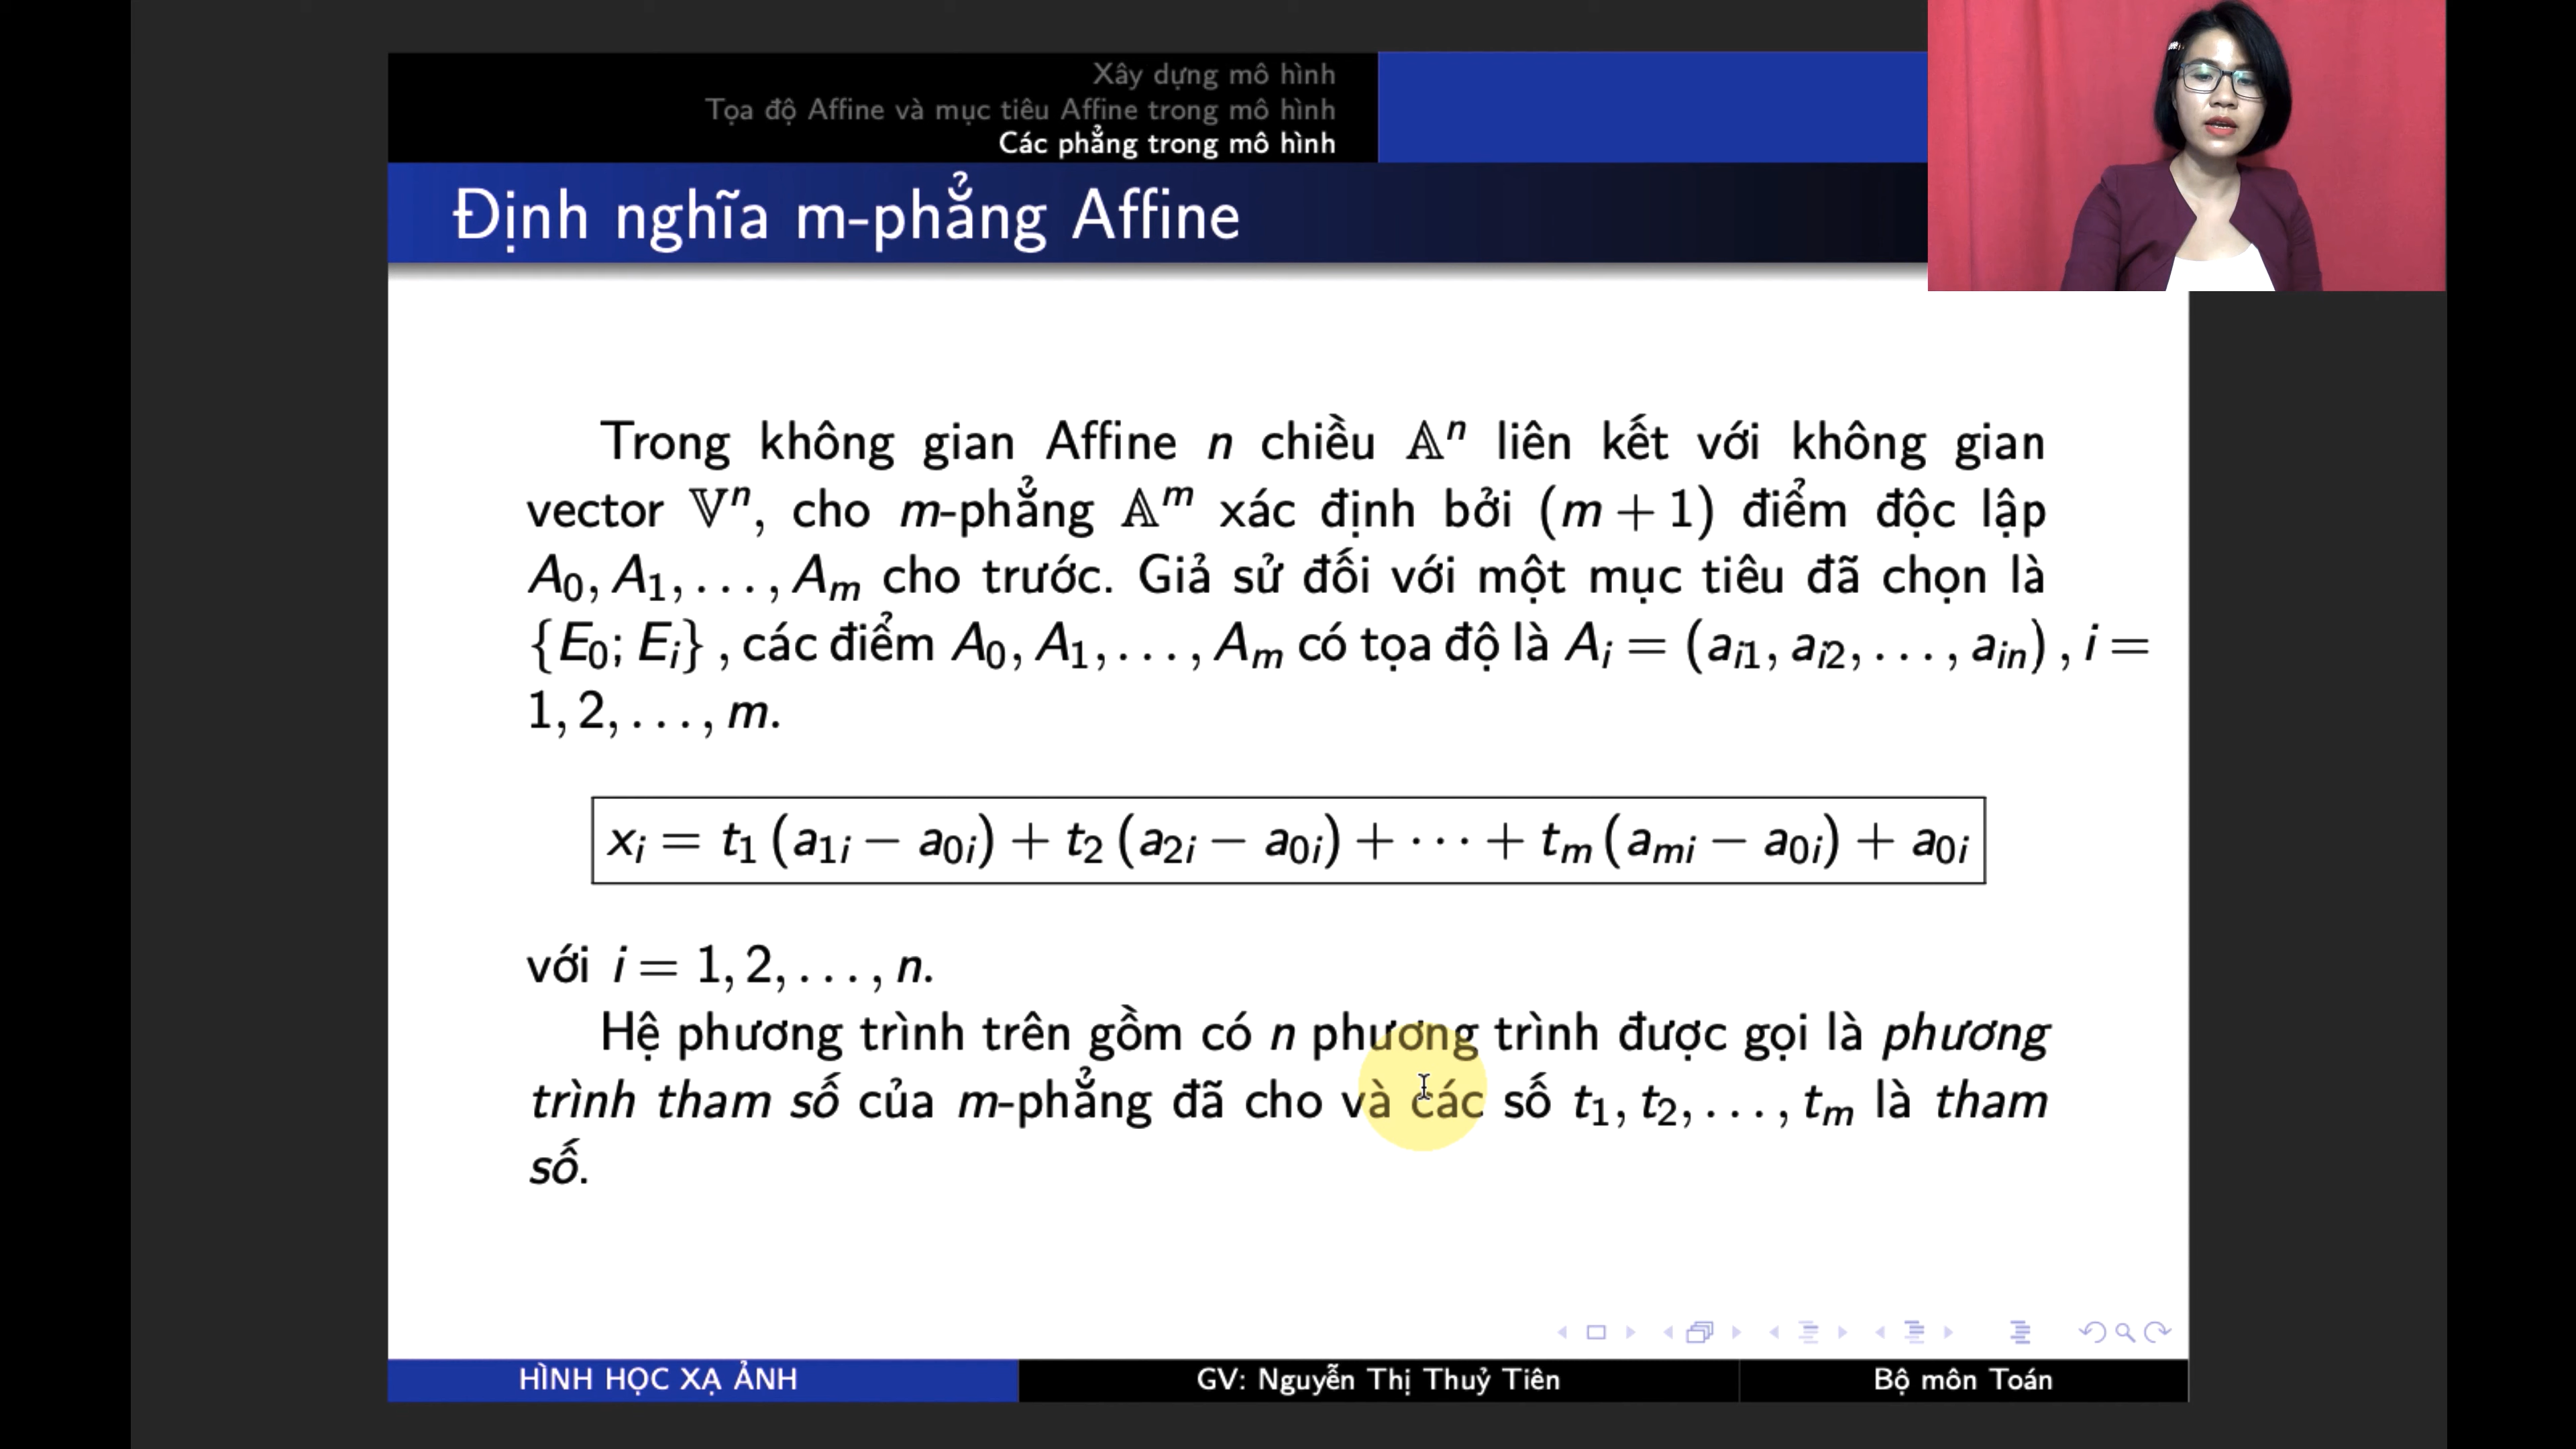 Xây dựng mô hình
Tọa độ Affine và mục tiêu Affine trong mô hình
Các phẳng trong mô hình
Định nghĩa m-phẳng Affine
Trong không gian Affine n chiều 𝔸ⁿ liên kết với không gian
vector 𝕍ⁿ, cho m-phẳng 𝔸ᵐ xác định bởi (m + 1) điểm độc lập
A₀, A₁, . . . , Aₘ cho trước. Giả sử đối với một mục tiêu đã chọn là
{E₀; Eᵢ} , các điểm A₀, A₁, . . . , Aₘ có tọa độ là Aᵢ = (aᵢ₁, aᵢ₂, . . . , aᵢₙ) , i =
1, 2, . . . , m.
xᵢ = t₁ (a₁ᵢ − a₀ᵢ) + t₂ (a₂ᵢ − a₀ᵢ) + · · · + tₘ (aₘᵢ − a₀ᵢ) + a₀ᵢ
với i = 1, 2, . . . , n.
Hệ phương trình trên gồm có n phương trình được gọi là phương
trình tham số của m-phẳng đã cho và các số t₁, t₂, . . . , tₘ là tham
số.
HÌNH HỌC XẠ ẢNH
GV: Nguyễn Thị Thuỷ Tiên
Bộ môn Toán